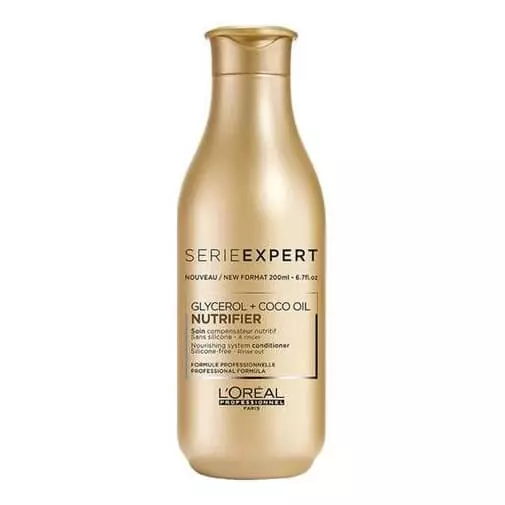 SERIEEXPERT
NOUVEAU / NEW FORMAT 200ml - 6.7fl.oz
GLYCEROL + COCO OIL
NUTRIFIER
Soin compensateur nutritif
Sans silicone - A rincer
Nourishing system conditioner
Silicone-free - Rinse out
FORMULE PROFESSIONNELLE
PROFESSIONAL FORMULA
L'ORÉAL
PROFESSIONNEL
PARIS